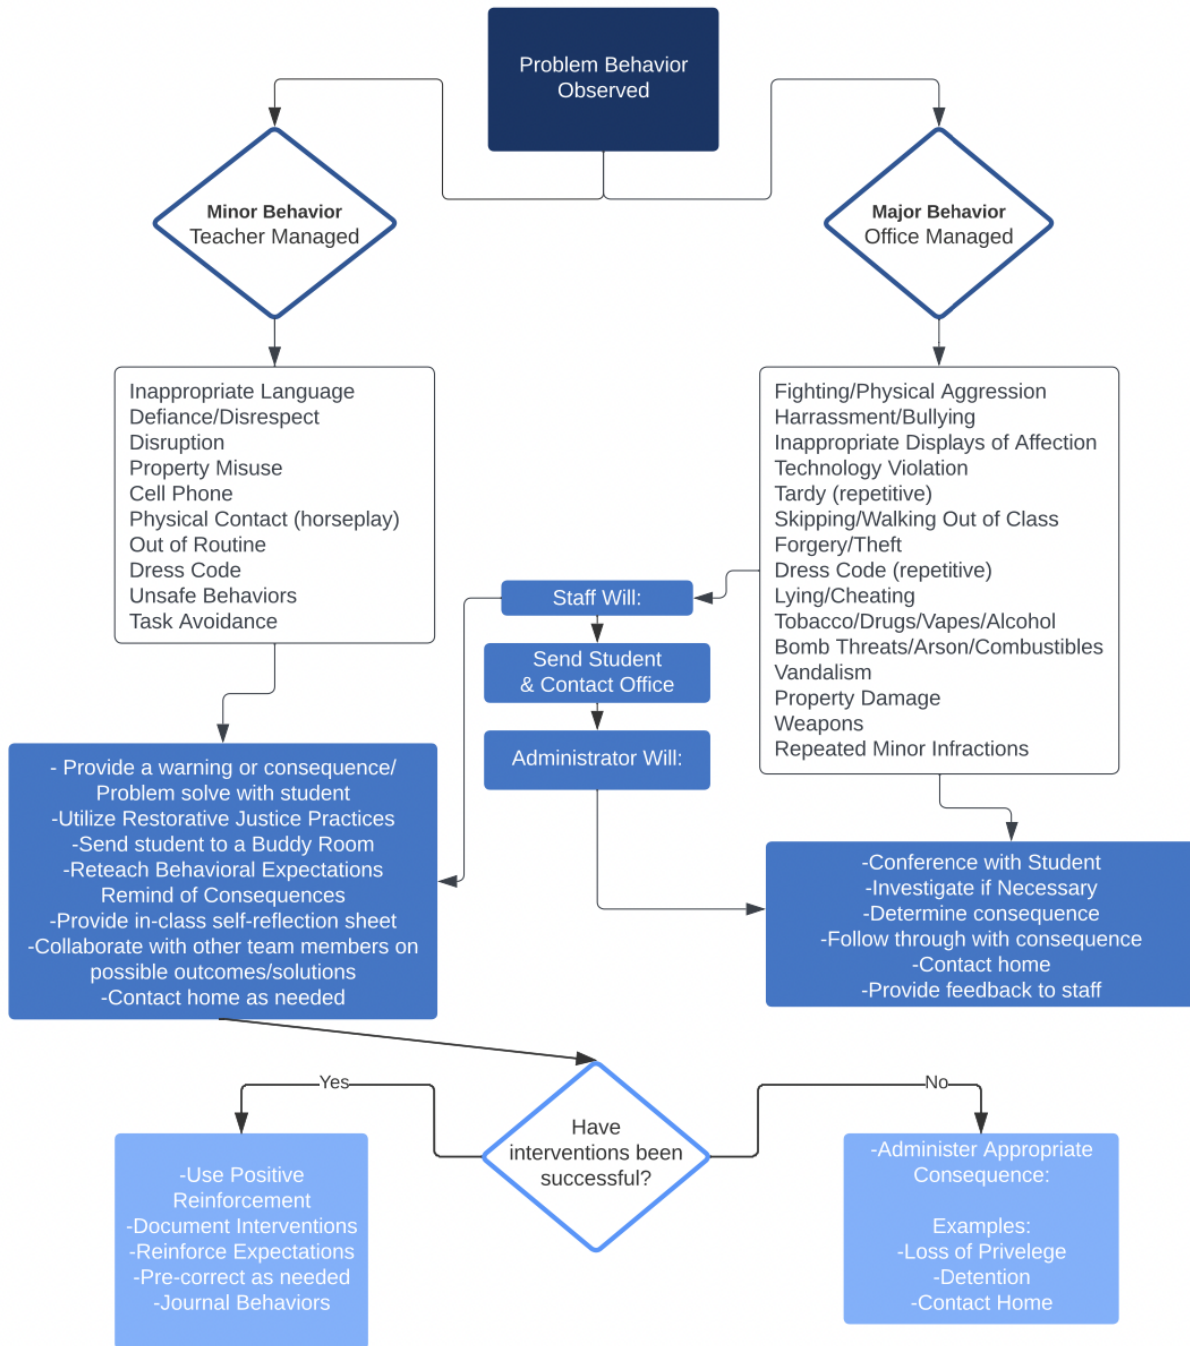 Problem Behavior
Observed
Minor Behavior
Teacher Managed
Major Behavior
Office Managed
Inappropriate Language
Defiance/Disrespect
Disruption
Property Misuse
Cell Phone
Physical Contact (horseplay)
Out of Routine
Dress Code
Unsafe Behaviors
Task Avoidance
Fighting/Physical Aggression
Harrassment/Bullying
Inappropriate Displays of Affection
Technology Violation
Tardy (repetitive)
Skipping/Walking Out of Class
Forgery/Theft
Dress Code (repetitive)
Lying/Cheating
Tobacco/Drugs/Vapes/Alcohol
Bomb Threats/Arson/Combustibles
Vandalism
Property Damage
Weapons
Repeated Minor Infractions
Staff Will:
Send Student
& Contact Office
Administrator Will:
- Provide a warning or consequence/
Problem solve with student
-Utilize Restorative Justice Practices
-Send student to a Buddy Room
-Reteach Behavioral Expectations
Remind of Consequences
-Provide in-class self-reflection sheet
-Collaborate with other team members on
possible outcomes/solutions
-Contact home as needed
-Conference with Student
-Investigate if Necessary
-Determine consequence
-Follow through with consequence
-Contact home
-Provide feedback to staff
Have
interventions been
successful?
Yes
No
-Use Positive
Reinforcement
-Document Interventions
-Reinforce Expectations
-Pre-correct as needed
-Journal Behaviors
-Administer Appropriate
Consequence:
Examples:
-Loss of Privelege
-Detention
-Contact Home